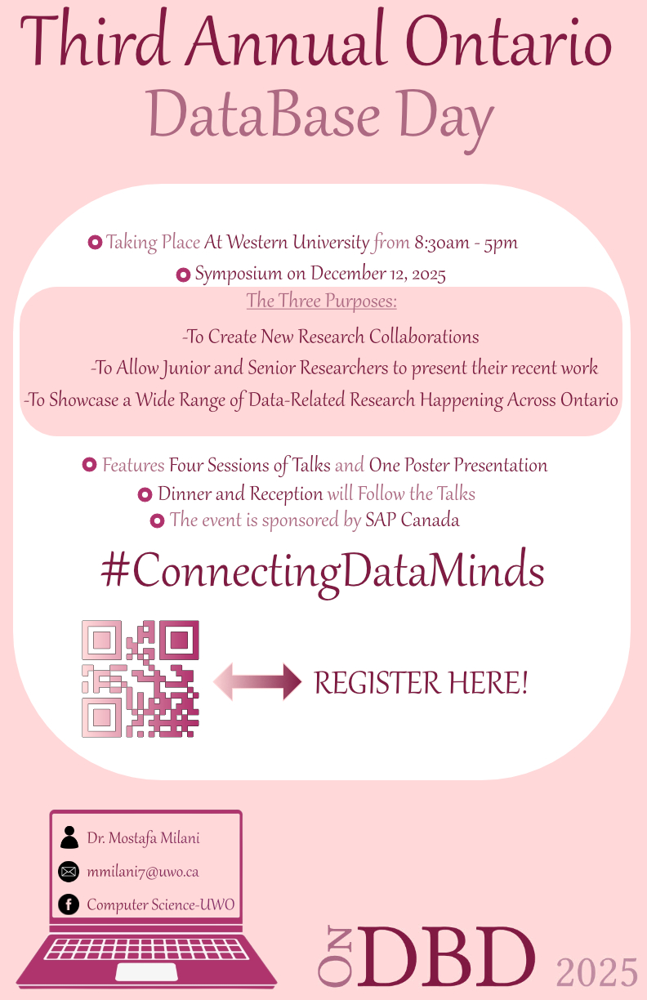 Third Annual Ontario
DataBase Day
Taking Place At Western University from 8:30am - 5pm
Symposium on December 12, 2025
The Three Purposes:
-To Create New Research Collaborations
-To Allow Junior and Senior Researchers to present their recent work
-To Showcase a Wide Range of Data-Related Research Happening Across Ontario
Features Four Sessions of Talks and One Poster Presentation
Dinner and Reception will Follow the Talks
The event is sponsored by SAP Canada
#ConnectingDataMinds
REGISTER HERE!
Dr. Mostafa Milani
mmilani7@uwo.ca
Computer Science-UWO
ON DBD 2025